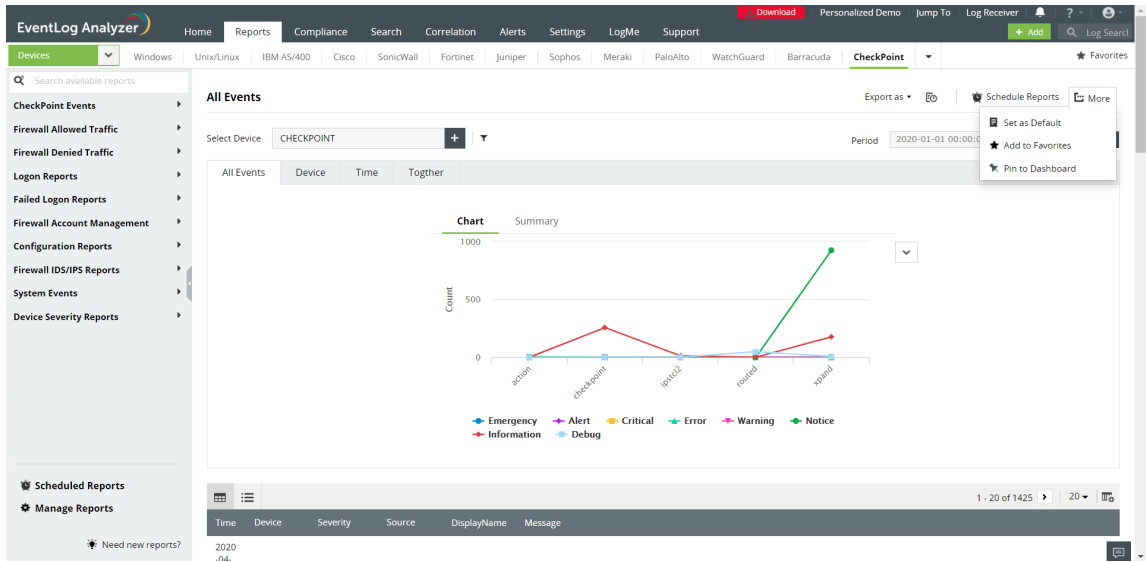 Download Personalized Demo Jump To Log Receiver ?
EventLog Analyzer
Home Reports Compliance Search Correlation Alerts Settings LogMe Support
+ Add Log Searc
Devices Windows Unix/Linux IBM AS/400 Cisco SonicWall Fortinet Juniper Sophos Meraki PaloAlto WatchGuard Barracuda CheckPoint Favorites
Search available reports
CheckPoint Events
Firewall Allowed Traffic
Firewall Denied Traffic
Logon Reports
Failed Logon Reports
Firewall Account Management
Configuration Reports
Firewall IDS/IPS Reports
System Events
Device Severity Reports
Scheduled Reports
Manage Reports
Need new reports?
All Events
Export as Schedule Reports More
Set as Default
Add to Favorites
Pin to Dashboard
Select Device CHECKPOINT + Period 2020-01-01 00:00:
All Events Device Time Togther
Chart Summary
1000
500
0
Count
action checkpoint ipstcl2 routed xpand
Emergency Alert Critical Error Warning Notice
Information Debug
1 - 20 of 1425 20
Time Device Severity Source DisplayName Message
2020
-04-